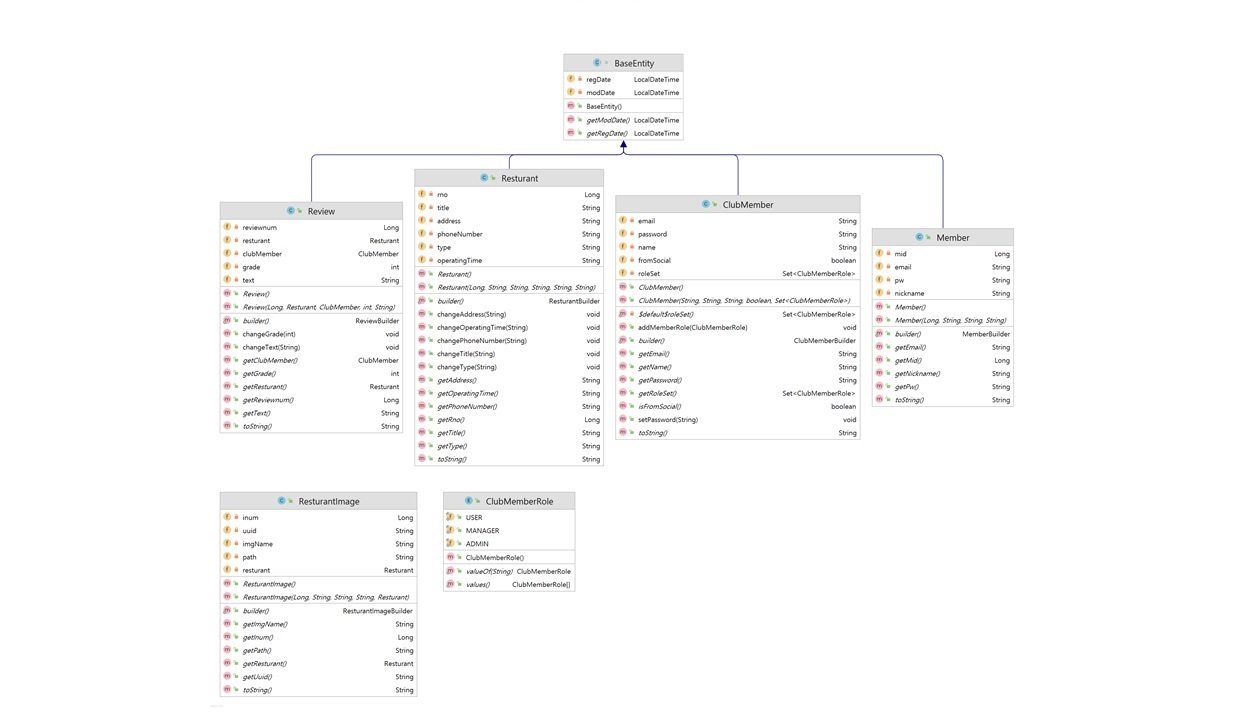 BaseEntity
regDate LocalDateTime
modDate LocalDateTime
BaseEntity()
getModDate() LocalDateTime
getRegDate() LocalDateTime
Review
reviewnum Long
resturant Resturant
clubMember ClubMember
grade int
text String
Review()
Review(Long, Resturant, ClubMember, int, String)
builder() ReviewBuilder
changeGrade(int) void
changeText(String) void
getClubMember() ClubMember
getGrade() int
getResturant() Resturant
getReviewnum() Long
getText() String
toString() String
Resturant
rno Long
title String
address String
phoneNumber String
type String
operatingTime String
Resturant()
Resturant(Long, String, String, String, String, String)
builder() ResturantBuilder
changeAddress(String) void
changeOperatingTime(String) void
changePhoneNumber(String) void
changeTitle(String) void
changeType(String) void
getAddress() String
getOperatingTime() String
getPhoneNumber() String
getRno() Long
getTitle() String
getType() String
toString() String
ClubMember
email String
password String
name String
fromSocial boolean
roleSet Set<ClubMemberRole>
ClubMember()
ClubMember(String, String, String, boolean, Set<ClubMemberRole>)
$default$roleSet() Set<ClubMemberRole>
addMemberRole(ClubMemberRole) void
builder() ClubMemberBuilder
getEmail() String
getName() String
getPassword() String
getRoleSet() Set<ClubMemberRole>
isFromSocial() boolean
setPassword(String) void
toString() String
Member
mid Long
email String
pw String
nickname String
Member()
Member(Long, String, String, String)
builder() MemberBuilder
getEmail() String
getMid() Long
getNickname() String
getPw() String
toString() String
ResturantImage
inum Long
uuid String
imgName String
path String
resturant Resturant
ResturantImage()
ResturantImage(Long, String, String, String, Resturant)
builder() ResturantImageBuilder
getImgName() String
getInum() Long
getPath() String
getResturant() Resturant
getUuid() String
toString() String
ClubMemberRole
USER
MANAGER
ADMIN
ClubMemberRole()
valueOf(String) ClubMemberRole
values() ClubMemberRole[]